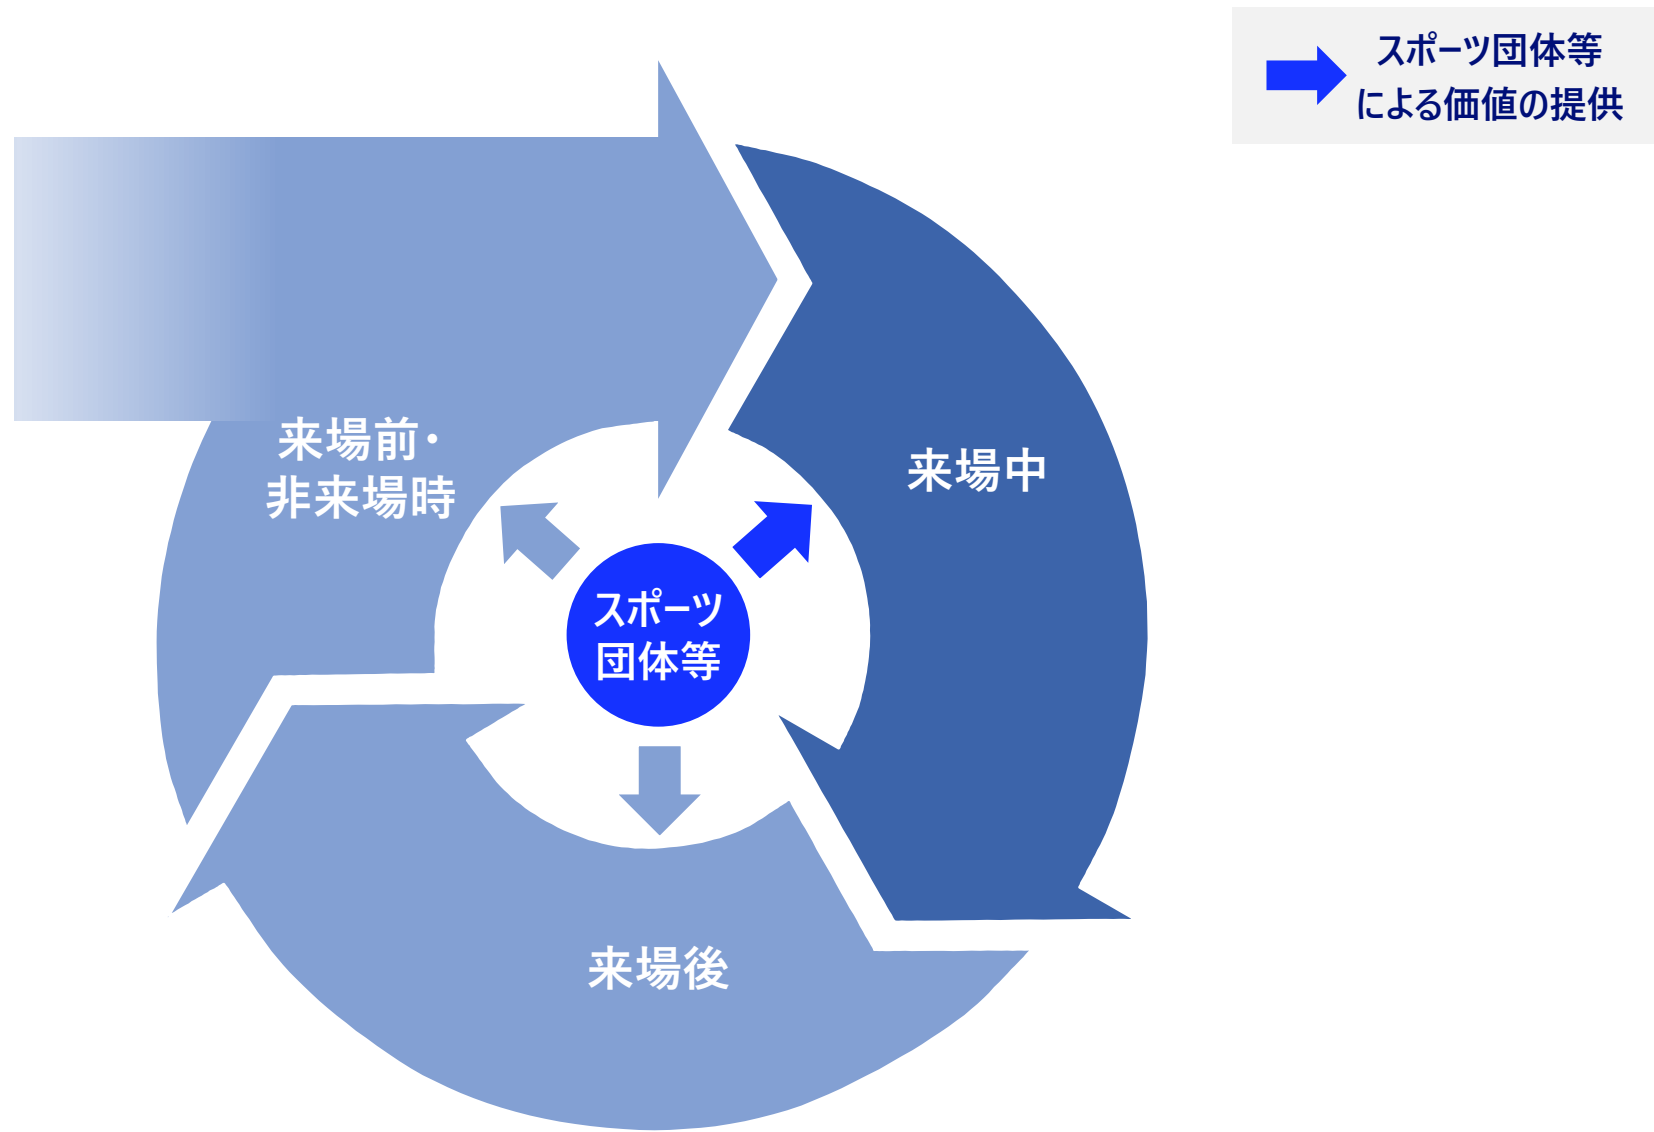 スポーツ団体等
による価値の提供
来場前・
非来場時
来場中
スポーツ
団体等
来場後